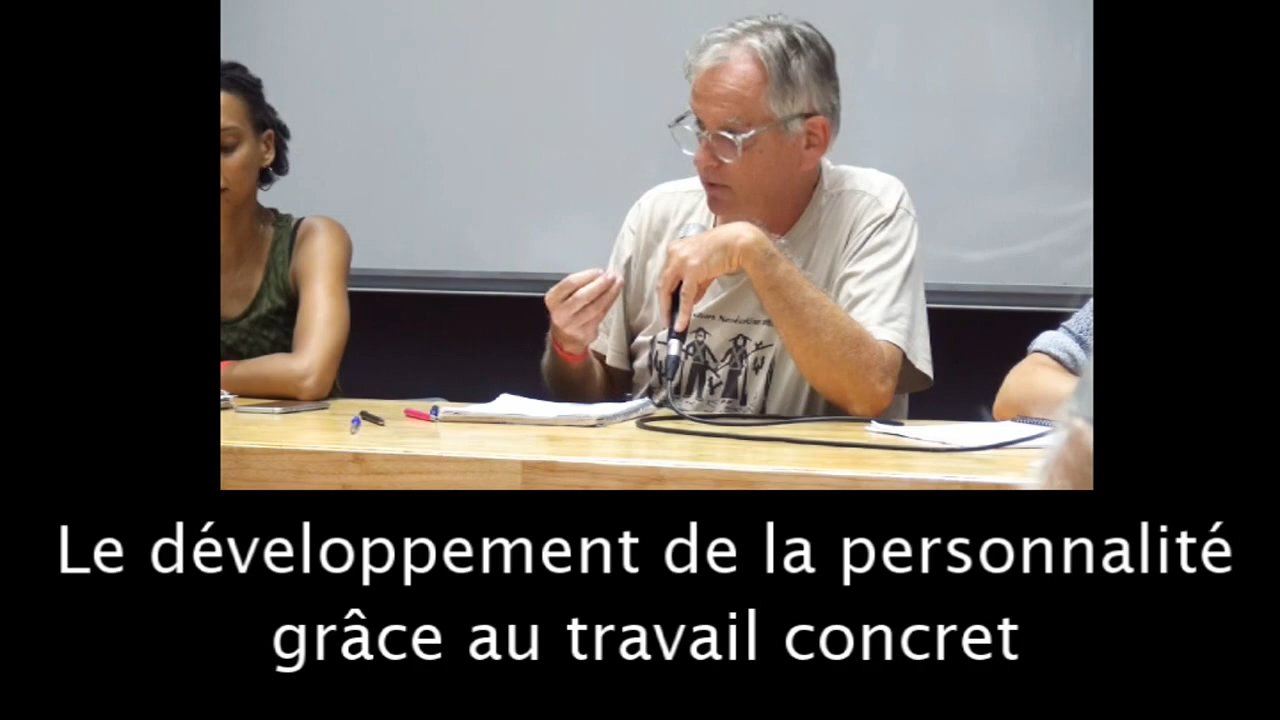 Le développement de la personnalité
grâce au travail concret